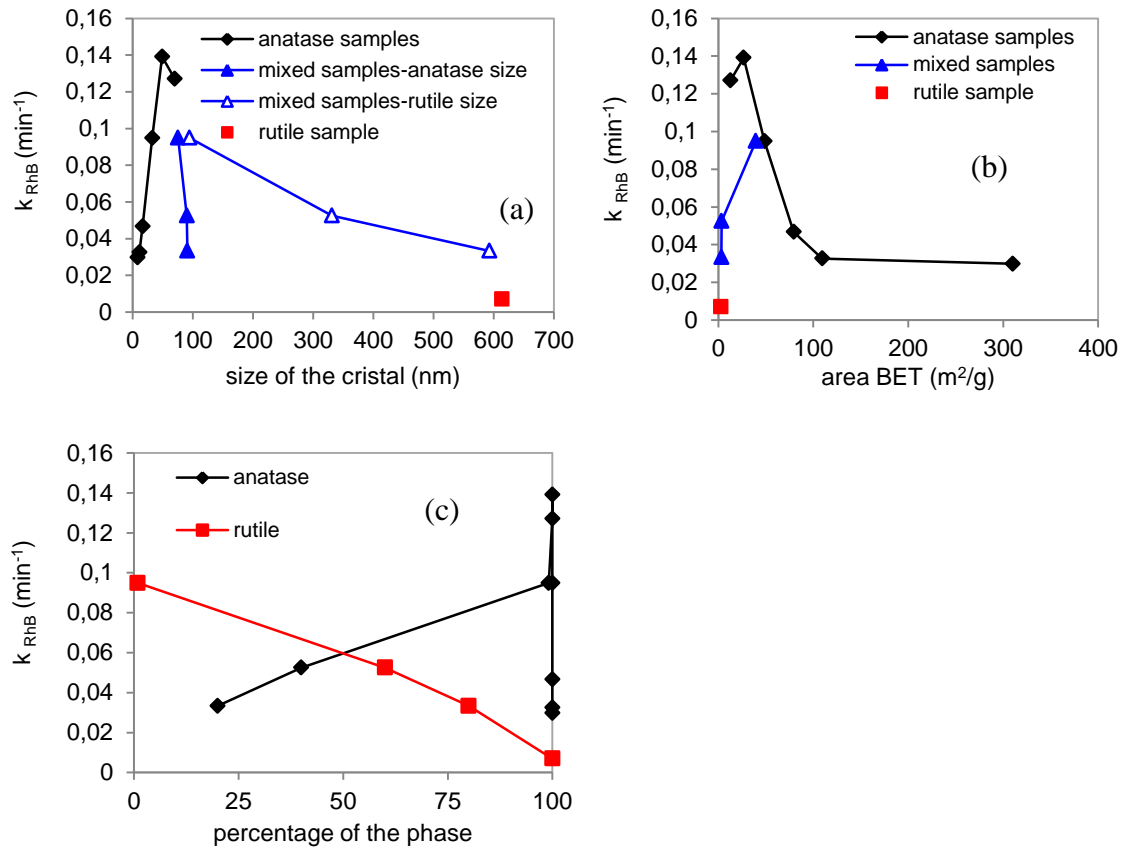 0,16
0,14
0,12
0,1
0,08
0,06
0,04
0,02
0
k RhB (min-1)
anatase samples
mixed samples-anatase size
mixed samples-rutile size
rutile sample
(a)
0 100 200 300 400 500 600 700
size of the cristal (nm)
0,16
0,14
0,12
0,1
0,08
0,06
0,04
0,02
0
k RhB (min-1)
anatase samples
mixed samples
rutile sample
(b)
0 100 200 300 400
area BET (m2/g)
0,16
0,14
0,12
0,1
0,08
0,06
0,04
0,02
0
k RhB (min-1)
anatase
rutile
(c)
0 25 50 75 100
percentage of the phase